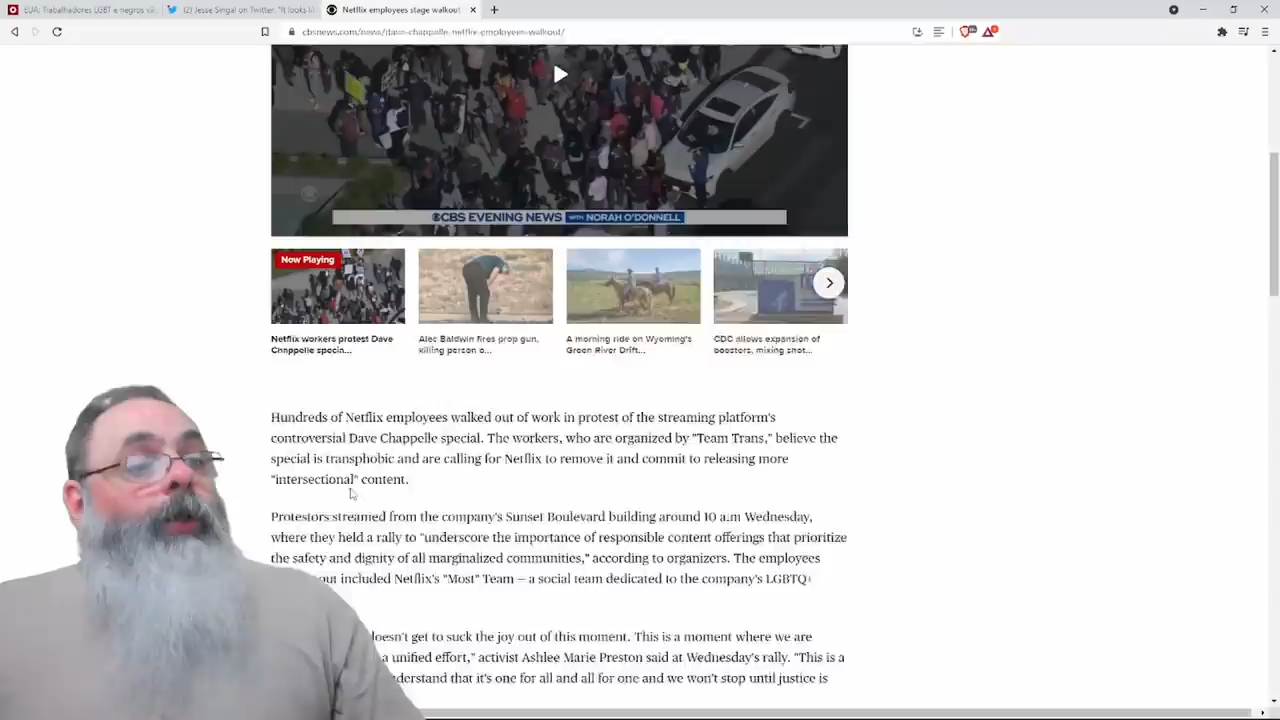 EUA: Trabalhadores LGBT e negros vã
(2) Jesse Singal on Twitter: "It looks li
Netflix employees stage walkout
cbsnews.com/news/dave-chappelle-netflix-employees-walkout/
CBS EVENING NEWS WITH NORAH O'DONNELL
Now Playing
Netflix workers protest Dave Chappelle specia...
Alec Baldwin fires prop gun, killing person o...
A morning ride on Wyoming's Green River Drift...
CDC allows expansion of boosters, mixing shot...
Hundreds of Netflix employees walked out of work in protest of the streaming platform's
controversial Dave Chappelle special. The workers, who are organized by "Team Trans," believe the
special is transphobic and are calling for Netflix to remove it and commit to releasing more
"intersectional" content.
Protestors streamed from the company's Sunset Boulevard building around 10 a.m Wednesday,
where they held a rally to "underscore the importance of responsible content offerings that prioritize
the safety and dignity of all marginalized communities," according to organizers. The employees
out included Netflix's "Most" Team — a social team dedicated to the company's LGBTQ+
doesn't get to suck the joy out of this moment. This is a moment where we are
a unified effort," activist Ashlee Marie Preston said at Wednesday's rally. "This is a
understand that it's one for all and all for one and we won't stop until justice is